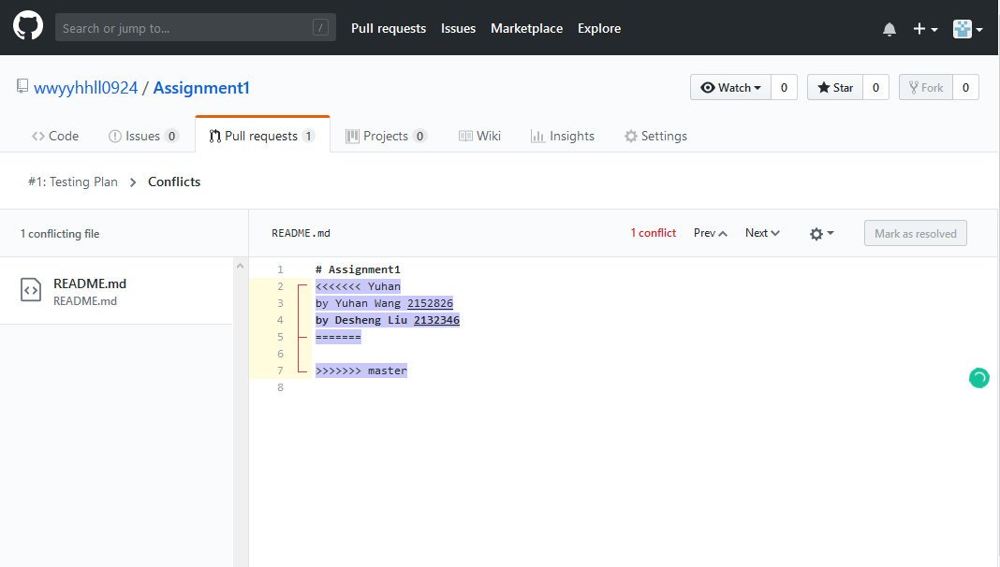 Search or jump to... / Pull requests Issues Marketplace Explore
wwyyhhll0924 / Assignment1 Watch 0 Star 0 Fork 0
Code Issues 0 Pull requests 1 Projects 0 Wiki Insights Settings
#1: Testing Plan Conflicts
1 conflicting file README.md 1 conflict Prev Next Mark as resolved
README.md
README.md
1 # Assignment1
2 <<<<<<< Yuhan
3 by Yuhan Wang 2152826
4 by Desheng Liu 2132346
5 =======
6
7 >>>>>>> master
8